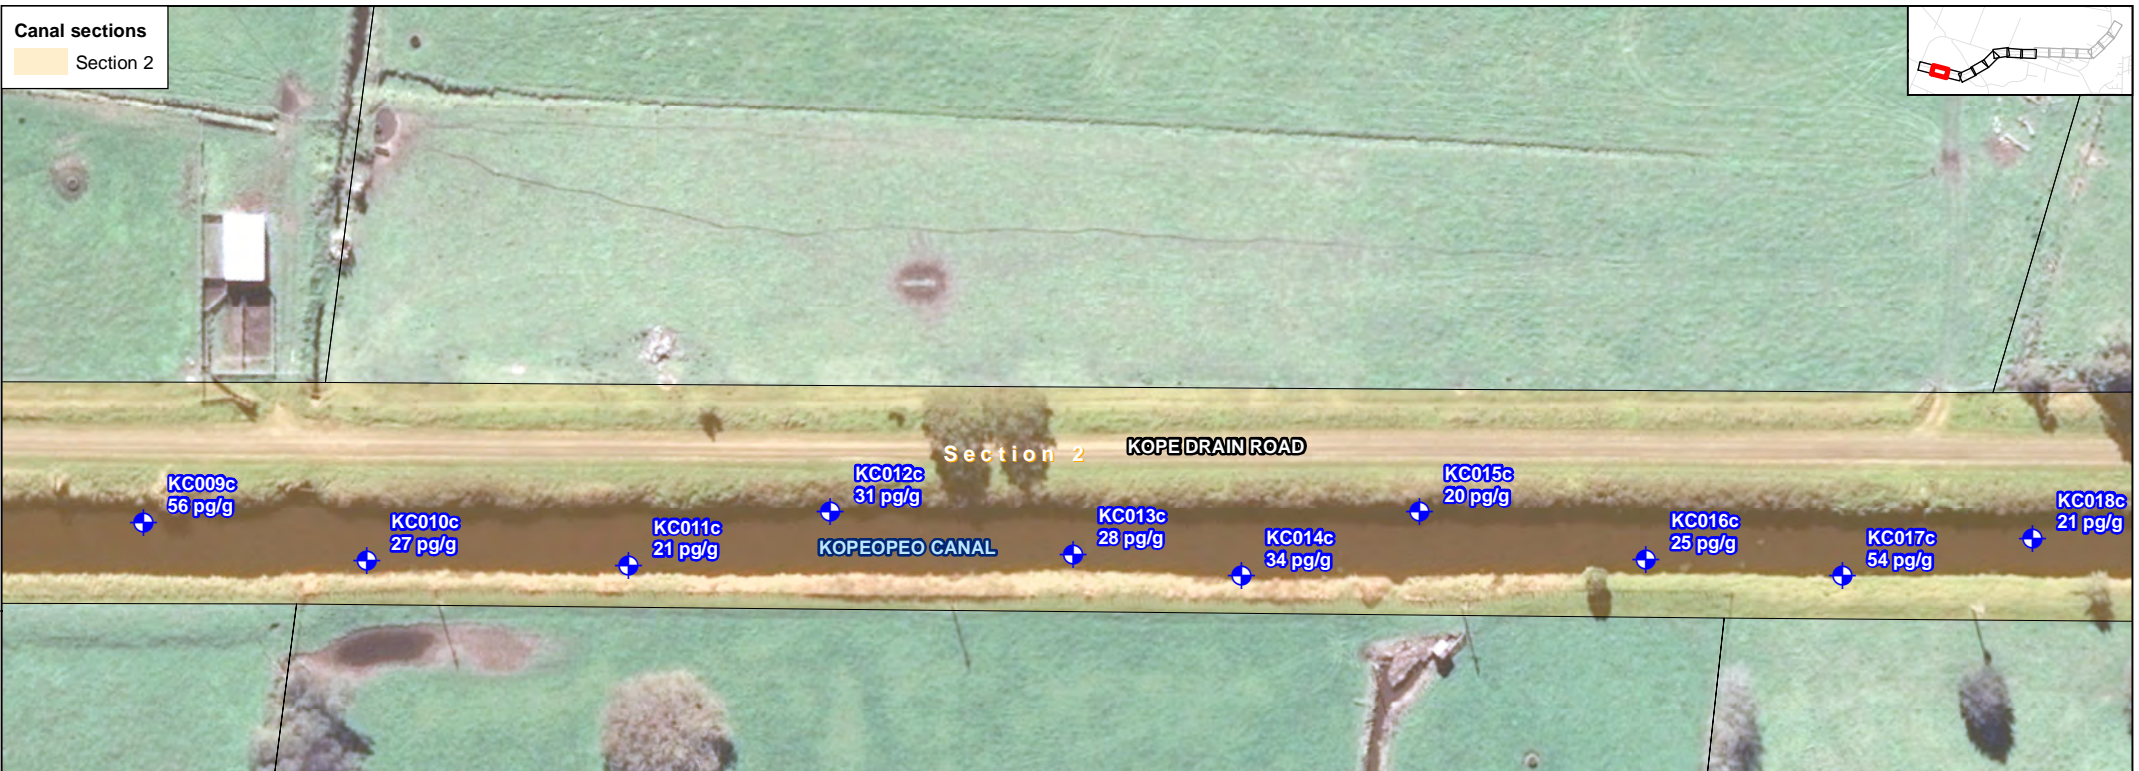 Canal sections
Section 2
Section 2
KOPE DRAIN ROAD
KC009c
56 pg/g
KC010c
27 pg/g
KC011c
21 pg/g
KC012c
31 pg/g
KOPEOPEO CANAL
KC013c
28 pg/g
KC014c
34 pg/g
KC015c
20 pg/g
KC016c
25 pg/g
KC017c
54 pg/g
KC018c
21 pg/g